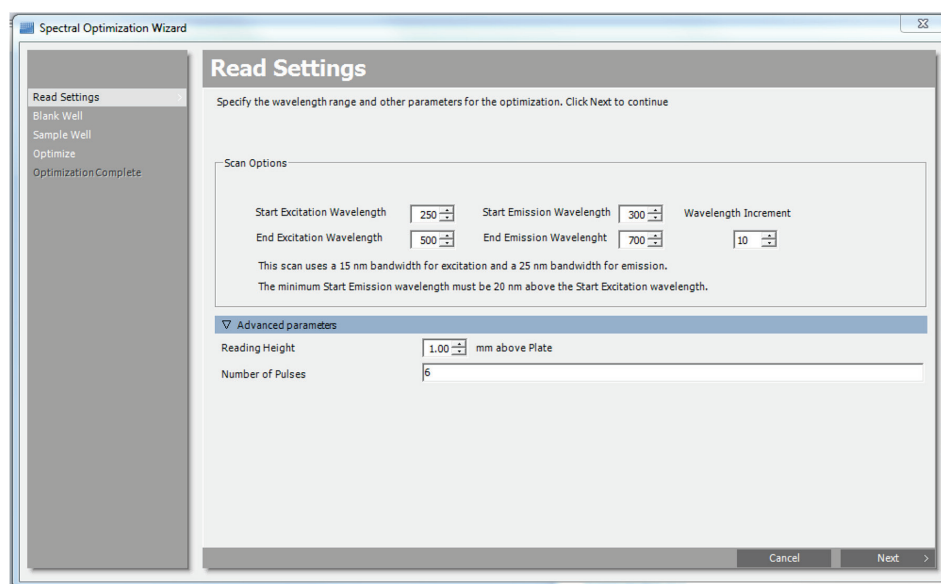 Spectral Optimization Wizard
Read Settings
Blank Well
Sample Well
Optimize
Optimization Complete
Read Settings
Specify the wavelength range and other parameters for the optimization. Click Next to continue
Scan Options
Start Excitation Wavelength 250 Start Emission Wavelength 300 Wavelength Increment
End Excitation Wavelength 500 End Emission Wavelenght 700 10
This scan uses a 15 nm bandwidth for excitation and a 25 nm bandwidth for emission.
The minimum Start Emission wavelength must be 20 nm above the Start Excitation wavelength.
Advanced parameters
Reading Height 1.00 mm above Plate
Number of Pulses 6
Cancel Next >